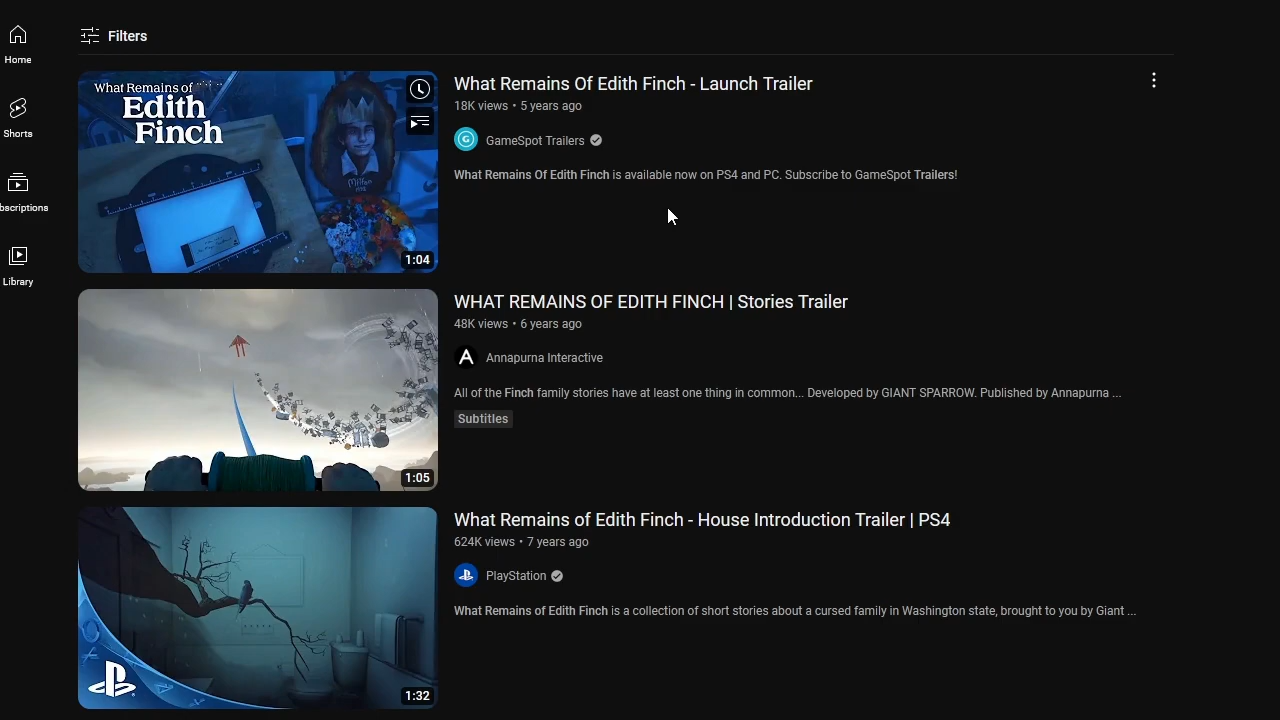 Filters
Home
Shorts
bscriptions
Library
What Remains of
Edith
Finch
Milton
1:04
What Remains Of Edith Finch - Launch Trailer
18K views • 5 years ago
G
GameSpot Trailers
What Remains Of Edith Finch is available now on PS4 and PC. Subscribe to GameSpot Trailers!
1:05
WHAT REMAINS OF EDITH FINCH | Stories Trailer
48K views • 6 years ago
A
Annapurna Interactive
All of the Finch family stories have at least one thing in common... Developed by GIANT SPARROW. Published by Annapurna ...
Subtitles
1:32
What Remains of Edith Finch - House Introduction Trailer | PS4
624K views • 7 years ago
PlayStation
What Remains of Edith Finch is a collection of short stories about a cursed family in Washington state, brought to you by Giant ...